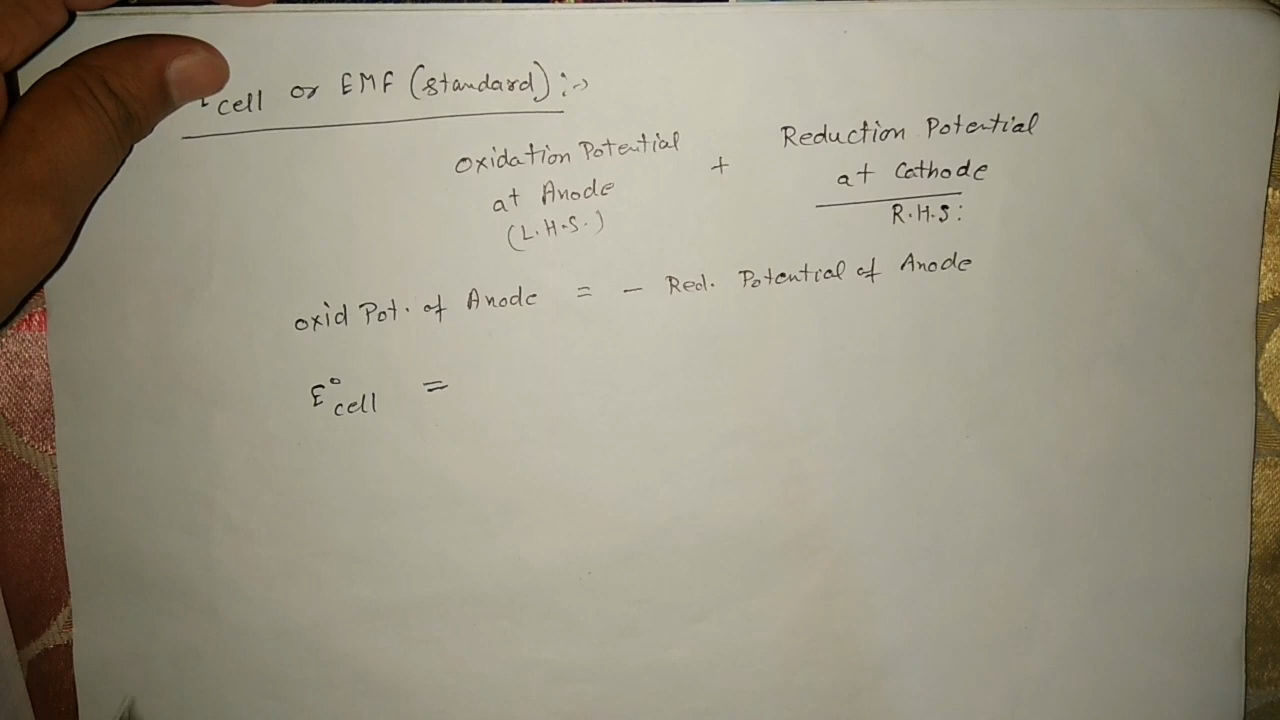 cell or EMF (standard) :→
Oxidation Potential + Reduction Potential
at Anode at Cathode
(L.H.S.) R.H.S:
oxid Pot. of Anode = - Red. Potential of Anode
E°cell =